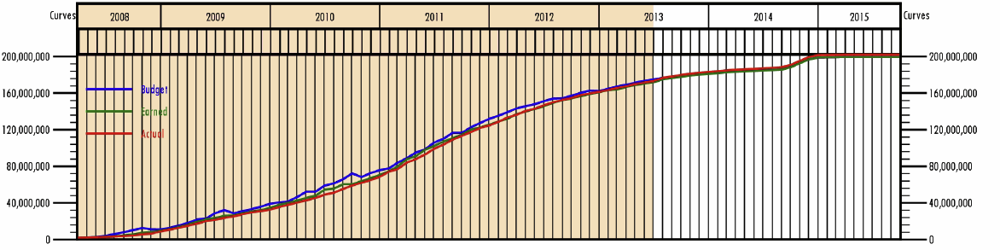 Curves 2008 2009 2010 2011 2012 2013 2014 2015 Curves
200,000,000 200,000,000
Budget
160,000,000 160,000,000
Earned
Actual
120,000,000 120,000,000
80,000,000 80,000,000
40,000,000 40,000,000
0 0